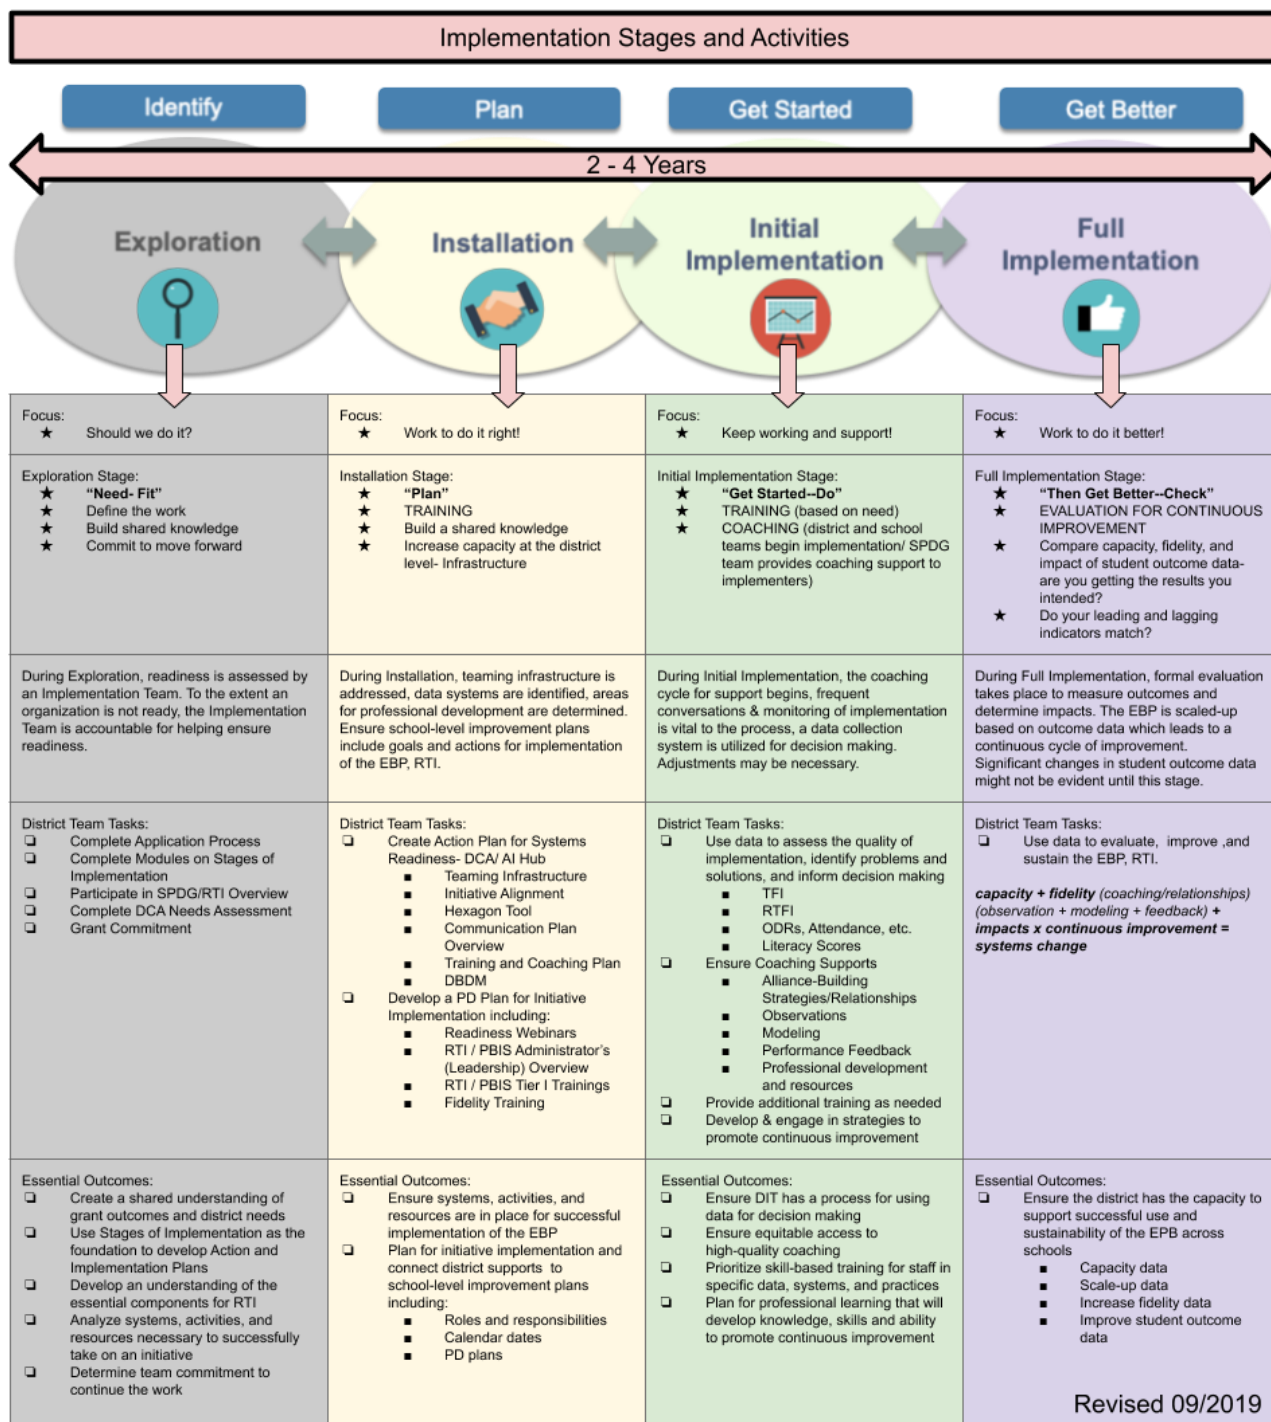 Implementation Stages and Activities
Identify
Plan
Get Started
Get Better
2 - 4 Years
Exploration
Installation
Initial
Implementation
Full
Implementation
Focus:
★ Should we do it?
Exploration Stage:
★ “Need- Fit”
★ Define the work
★ Build shared knowledge
★ Commit to move forward
During Exploration, readiness is assessed by
an Implementation Team. To the extent an
organization is not ready, the Implementation
Team is accountable for helping ensure
readiness.
District Team Tasks:
❏ Complete Application Process
❏ Complete Modules on Stages of
Implementation
❏ Participate in SPDG/RTI Overview
❏ Complete DCA Needs Assessment
❏ Grant Commitment
Essential Outcomes:
❏ Create a shared understanding of
grant outcomes and district needs
❏ Use Stages of Implementation as the
foundation to develop Action and
Implementation Plans
❏ Develop an understanding of the
essential components for RTI
❏ Analyze systems, activities, and
resources necessary to successfully
take on an initiative
❏ Determine team commitment to
continue the work
Focus:
★ Work to do it right!
Installation Stage:
★ “Plan”
★ TRAINING
★ Build a shared knowledge
★ Increase capacity at the district
level- Infrastructure
During Installation, teaming infrastructure is
addressed, data systems are identified, areas
for professional development are determined.
Ensure school-level improvement plans
include goals and actions for implementation
of the EBP, RTI.
District Team Tasks:
❏ Create Action Plan for Systems
Readiness- DCA/ AI Hub
■ Teaming Infrastructure
■ Initiative Alignment
■ Hexagon Tool
■ Communication Plan
Overview
■ Training and Coaching Plan
■ DBDM
❏ Develop a PD Plan for Initiative
Implementation including:
■ Readiness Webinars
■ RTI / PBIS Administrator’s
(Leadership) Overview
■ RTI / PBIS Tier I Trainings
■ Fidelity Training
Essential Outcomes:
❏ Ensure systems, activities, and
resources are in place for successful
implementation of the EBP
❏ Plan for initiative implementation and
connect district supports to
school-level improvement plans
including:
■ Roles and responsibilities
■ Calendar dates
■ PD plans
Focus:
★ Keep working and support!
Initial Implementation Stage:
★ “Get Started--Do”
★ TRAINING (based on need)
★ COACHING (district and school
teams begin implementation/ SPDG
team provides coaching support to
implementers)
During Initial Implementation, the coaching
cycle for support begins, frequent
conversations & monitoring of implementation
is vital to the process, a data collection
system is utilized for decision making.
Adjustments may be necessary.
District Team Tasks:
❏ Use data to assess the quality of
implementation, identify problems and
solutions, and inform decision making
■ TFI
■ RTFI
■ ODRs, Attendance, etc.
■ Literacy Scores
❏ Ensure Coaching Supports
■ Alliance-Building
Strategies/Relationships
■ Observations
■ Modeling
■ Performance Feedback
■ Professional development
and resources
❏ Provide additional training as needed
❏ Develop & engage in strategies to
promote continuous improvement
Essential Outcomes:
❏ Ensure DIT has a process for using
data for decision making
❏ Ensure equitable access to
high-quality coaching
❏ Prioritize skill-based training for staff in
specific data, systems, and practices
❏ Plan for professional learning that will
develop knowledge, skills and ability
to promote continuous improvement
Focus:
★ Work to do it better!
Full Implementation Stage:
★ “Then Get Better--Check”
★ EVALUATION FOR CONTINUOUS
IMPROVEMENT
★ Compare capacity, fidelity, and
impact of student outcome data-
are you getting the results you
intended?
★ Do your leading and lagging
indicators match?
During Full Implementation, formal evaluation
takes place to measure outcomes and
determine impacts. The EBP is scaled-up
based on outcome data which leads to a
continuous cycle of improvement.
Significant changes in student outcome data
might not be evident until this stage.
District Team Tasks:
❏ Use data to evaluate, improve ,and
sustain the EBP, RTI.
capacity + fidelity (coaching/relationships)
(observation + modeling + feedback) +
impacts x continuous improvement =
systems change
Essential Outcomes:
❏ Ensure the district has the capacity to
support successful use and
sustainability of the EPB across
schools
■ Capacity data
■ Scale-up data
■ Increase fidelity data
■ Improve student outcome
data
Revised 09/2019